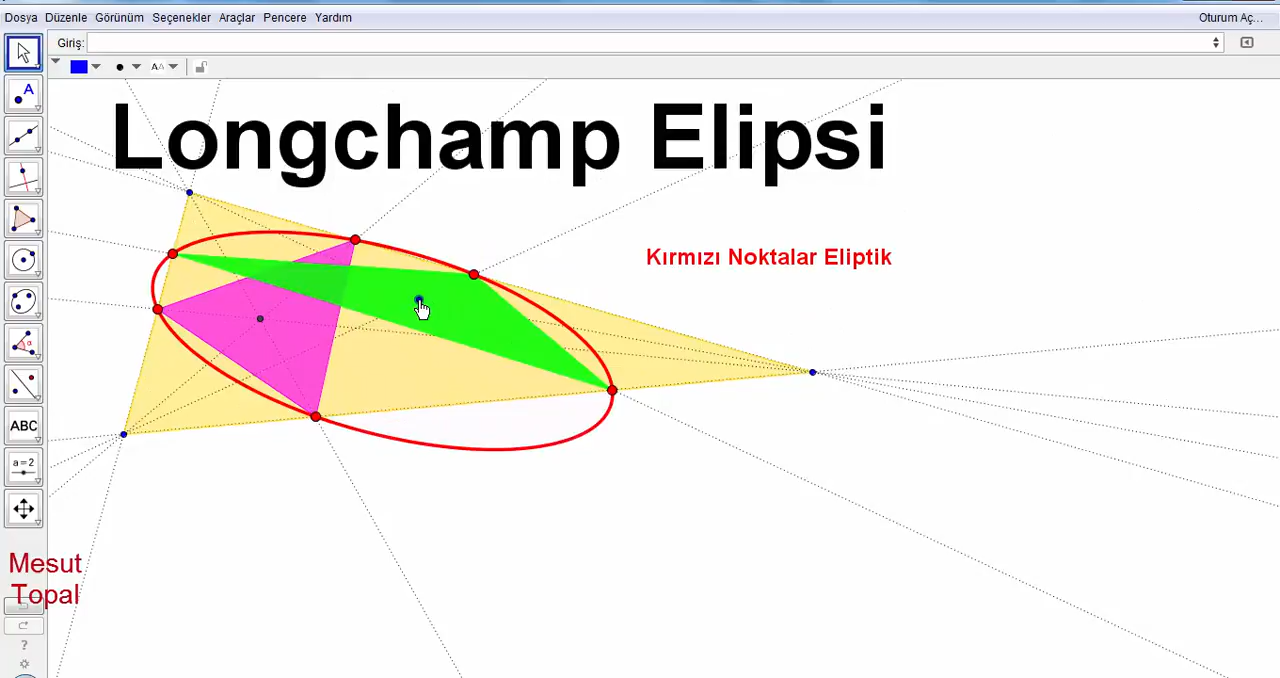 Dosya Düzenle Görünüm Seçenekler Araçlar Pencere Yardım Oturum Aç...
Giriş:
AA
A
Longchamp Elipsi
Kırmızı Noktalar Eliptik
α
ABC
a=2
Mesut
Topal
?